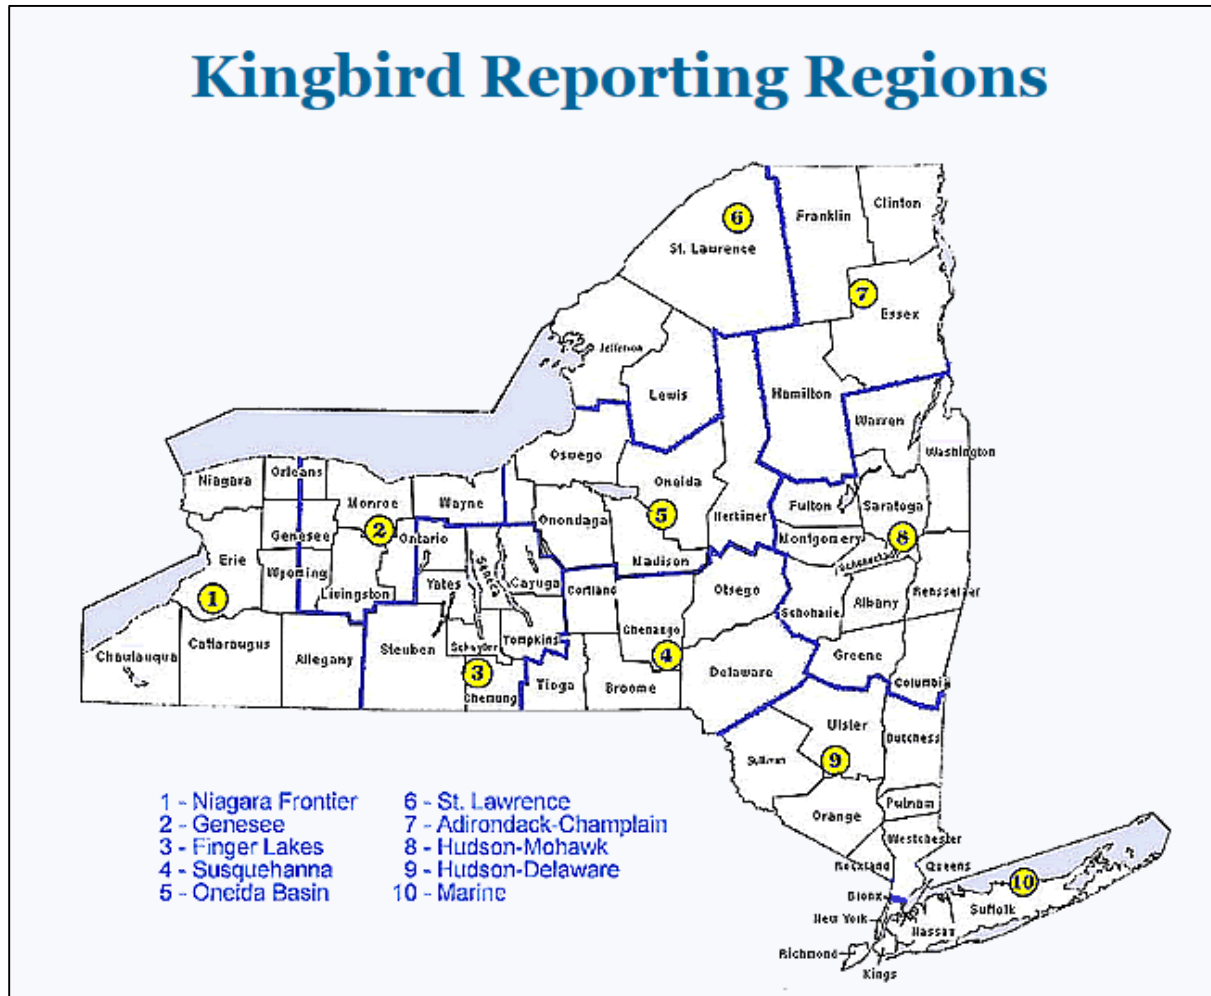 Kingbird Reporting Regions
6
Clinton
Franklin
St. Lawrence
7
Essex
Jefferson
Lewis
Hamilton
Warren
Washington
Oswego
Orleans
Niagara
Oneida
Monroe
Wayne
Fulton
Saratoga
5
Herkimer
Onondaga
2
Genesee
Ontario
Montgomery
8
Schenectady
Erie
Madison
Wyoming
Seneca
Yates
Cayuga
Cortland
Otsego
Rensselaer
1
Livingston
Albany
Schoharie
Chenango
Cattaraugus
Tompkins
Steuben
Schuyler
Chautauqua
Allegany
4
Greene
3
Delaware
Columbia
Chemung
Tioga
Broome
Ulster
Dutchess
Sullivan
9
1 - Niagara Frontier
2 - Genesee
3 - Finger Lakes
4 - Susquehanna
5 - Oneida Basin
6 - St. Lawrence
7 - Adirondack-Champlain
8 - Hudson-Mohawk
9 - Hudson-Delaware
10 - Marine
Putnam
Orange
Westchester
Rockland
Queens
10
Bronx
Suffolk
New York
Nassau
Richmond
Kings